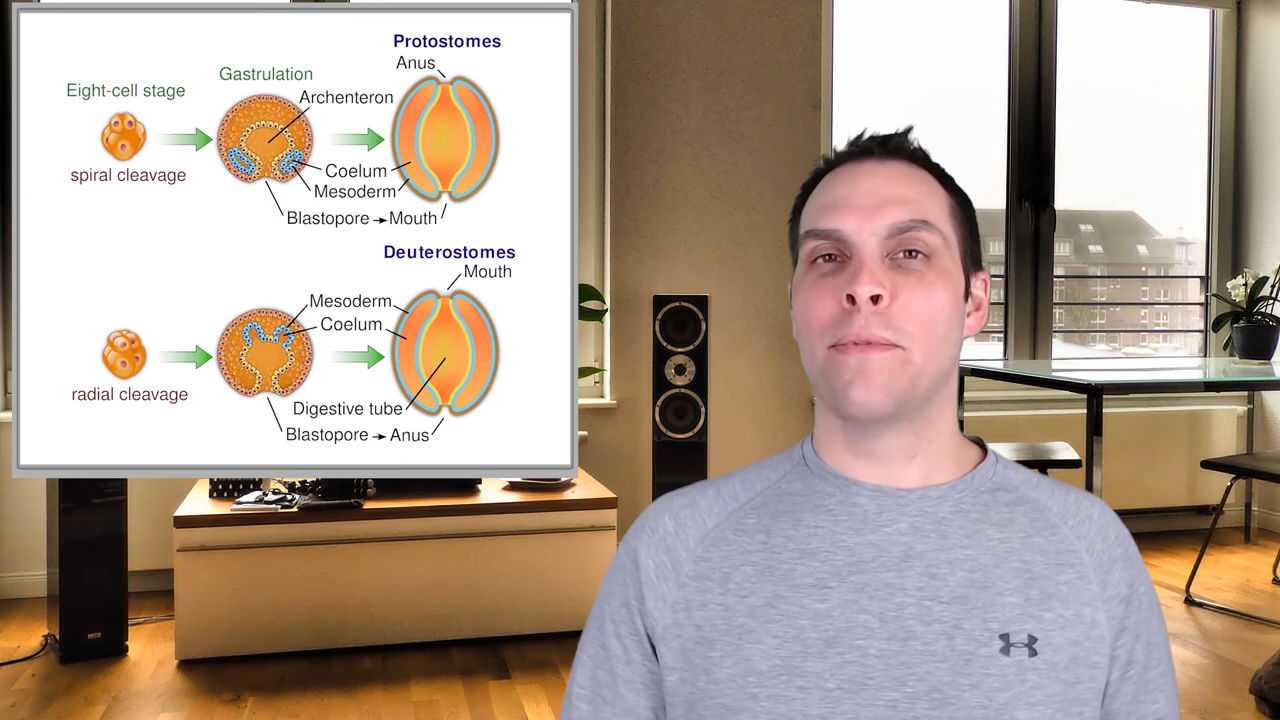 Protostomes
Anus
Gastrulation
Eight-cell stage
Archenteron
spiral cleavage
Coelum
Mesoderm
Blastopore → Mouth
Deuterostomes
Mouth
Mesoderm
Coelum
radial cleavage
Digestive tube
Blastopore → Anus
HECO